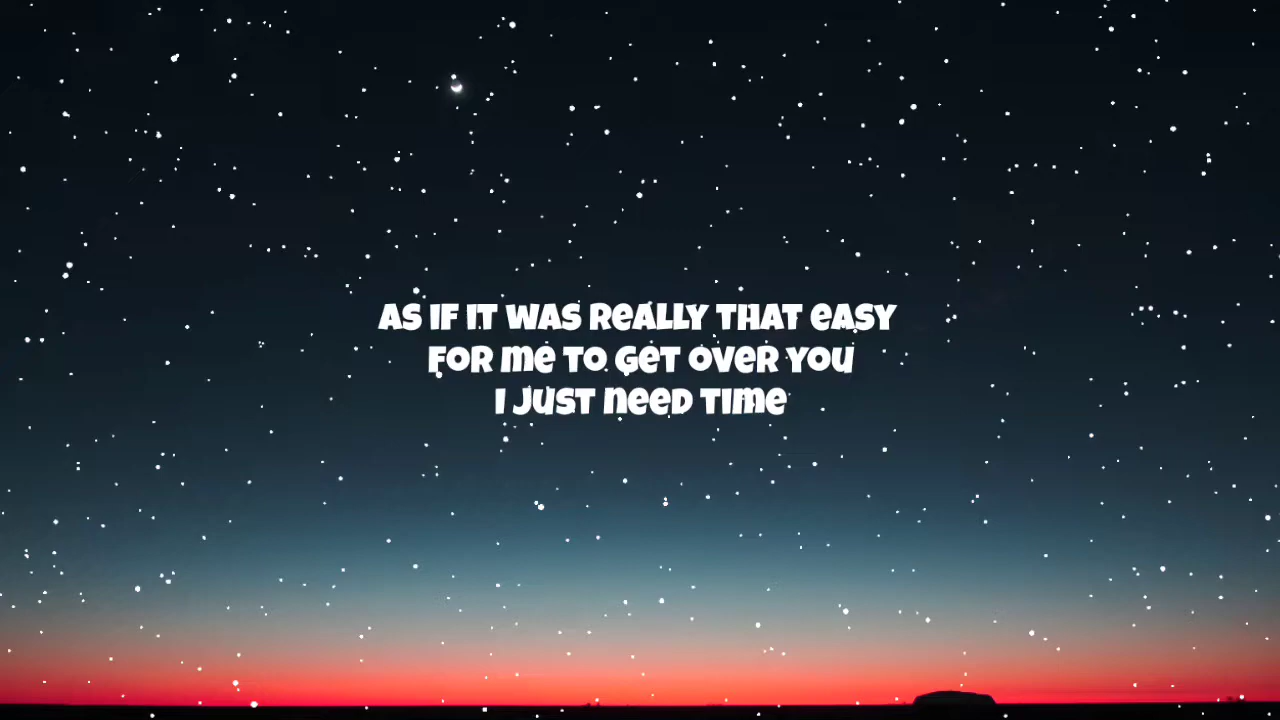 AS IF IT WAS REALLY THAT EASY
FOR ME TO GET OVER YOU
I JUST NEED TIME